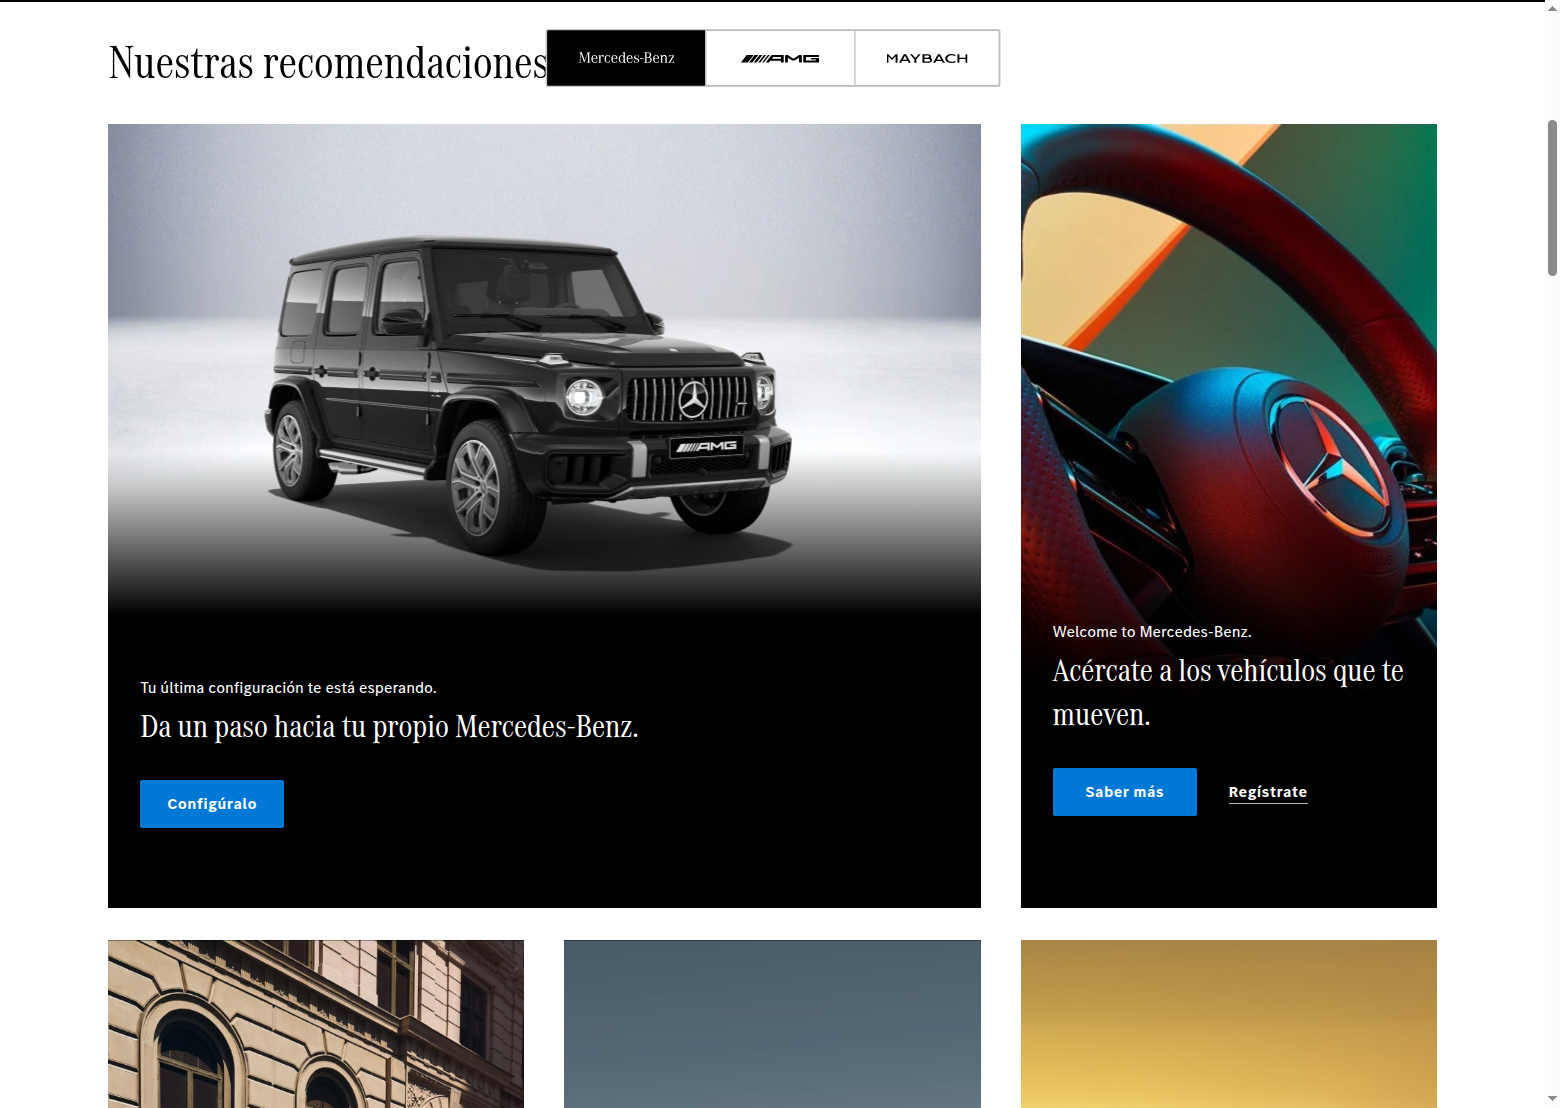 Nuestras recomendaciones
Mercedes-Benz
AMG
MAYBACH
AMG
Tu última configuración te está esperando.
Da un paso hacia tu propio Mercedes-Benz.
Configúralo
Welcome to Mercedes-Benz.
Acércate a los vehículos que te
mueven.
Saber más
Regístrate